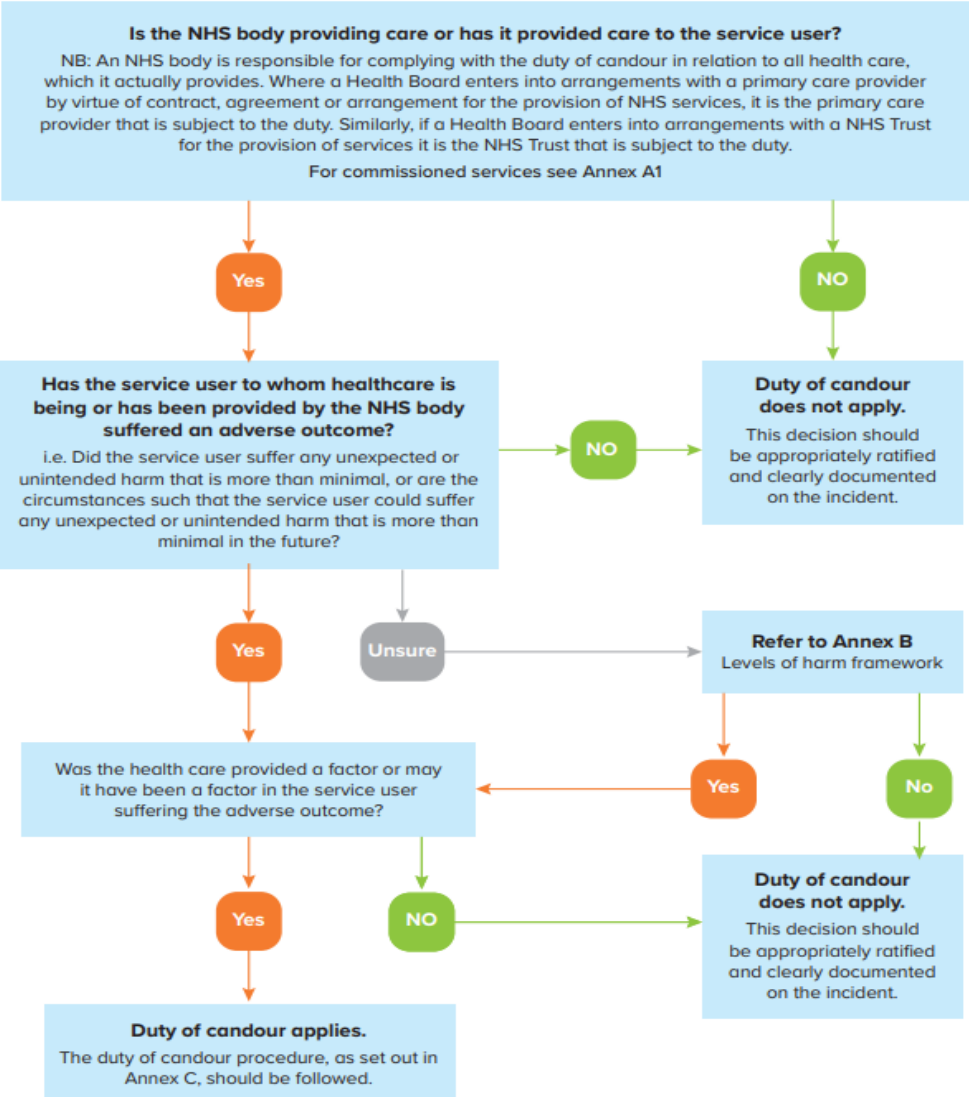 Is the NHS body providing care or has it provided care to the service user?
NB: An NHS body is responsible for complying with the duty of candour in relation to all health care,
which it actually provides. Where a Health Board enters into arrangements with a primary care provider
by virtue of contract, agreement or arrangement for the provision of NHS services, it is the primary care
provider that is subject to the duty. Similarly, if a Health Board enters into arrangements with a NHS Trust
for the provision of services it is the NHS Trust that is subject to the duty.
For commissioned services see Annex A1
Yes
NO
Has the service user to whom healthcare is
being or has been provided by the NHS body
suffered an adverse outcome?
i.e. Did the service user suffer any unexpected or
unintended harm that is more than minimal, or are the
circumstances such that the service user could suffer
any unexpected or unintended harm that is more than
minimal in the future?
NO
Duty of candour
does not apply.
This decision should
be appropriately ratified
and clearly documented
on the incident.
Yes
Unsure
Refer to Annex B
Levels of harm framework
Was the health care provided a factor or may
it have been a factor in the service user
suffering the adverse outcome?
Yes
No
Yes
NO
Duty of candour
does not apply.
This decision should
be appropriately ratified
and clearly documented
on the incident.
Duty of candour applies.
The duty of candour procedure, as set out in
Annex C, should be followed.